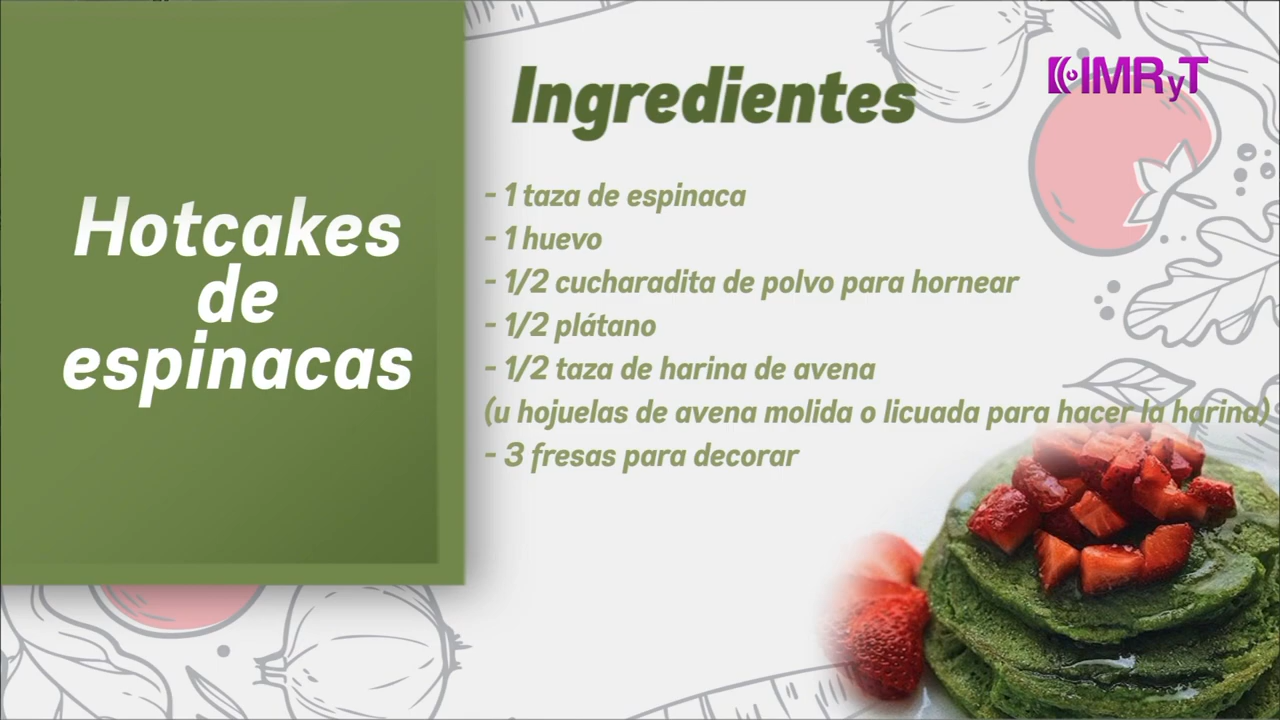 Hotcakes
de
espinacas
Ingredientes
IMRyT
- 1 taza de espinaca
- 1 huevo
- 1/2 cucharadita de polvo para hornear
- 1/2 plátano
- 1/2 taza de harina de avena
(u hojuelas de avena molida o licuada para hacer la harina)
- 3 fresas para decorar